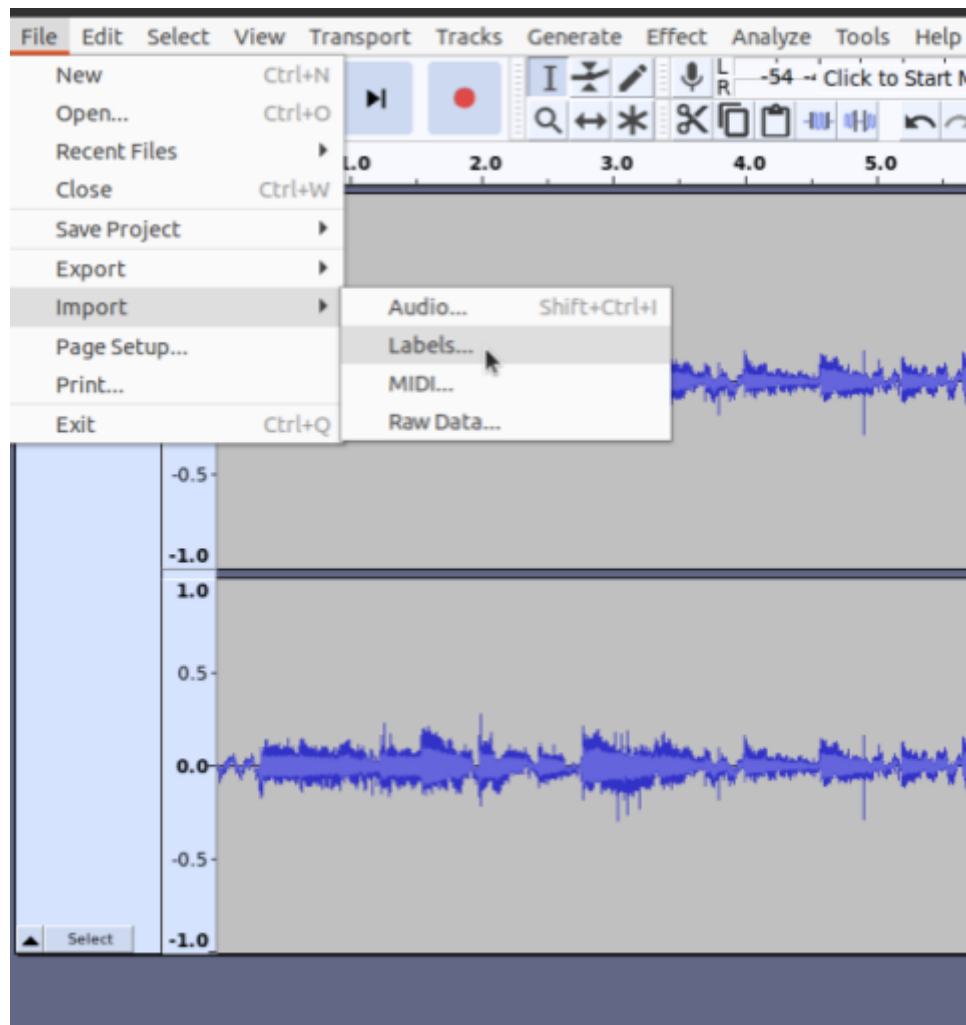 File Edit Select View Transport Tracks Generate Effect Analyze Tools Help
New Ctrl+N
Open... Ctrl+O
Recent Files
Close Ctrl+W
Save Project
Export
Import
Page Setup...
Print...
Exit Ctrl+Q
Audio... Shift+Ctrl+I
Labels...
MIDI...
Raw Data...
L
R
-54 Click to Start M
1.0 2.0 3.0 4.0 5.0
-0.5
-1.0
1.0
0.5
0.0
-0.5
-1.0
Select